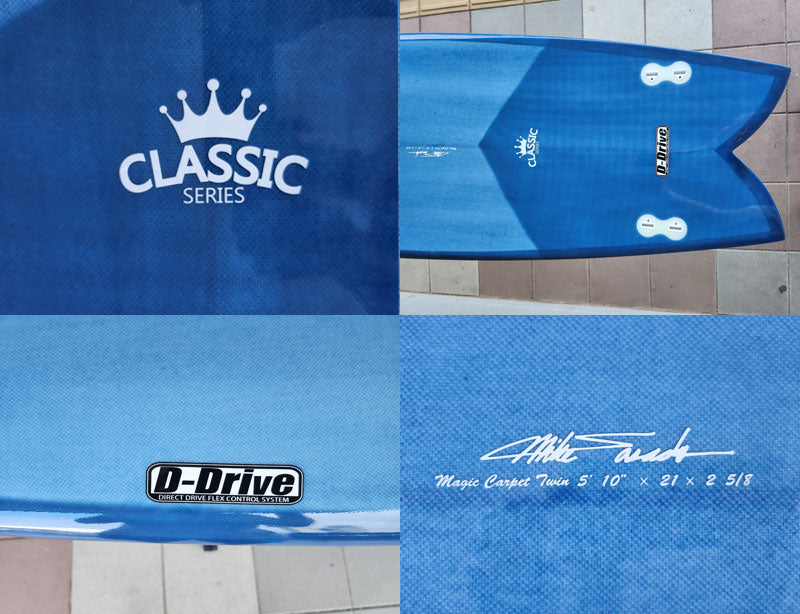 CLASSIC
SERIES
CLASSIC
SERIES
D-Drive
D-Drive
DIRECT DRIVE FLEX CONTROL SYSTEM
Mike
Magic Carpet Twin 5' 10" × 21 × 2 5/8